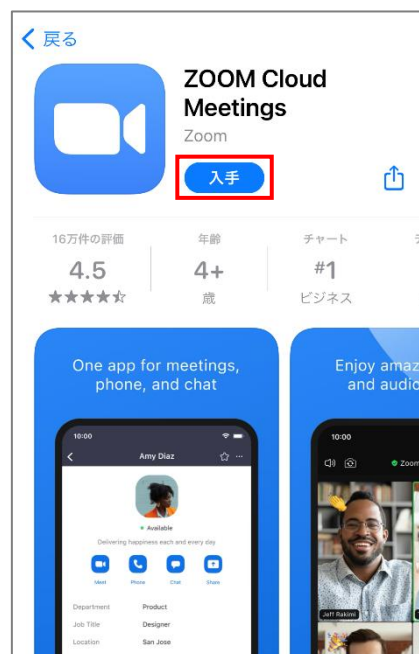 戻る
ZOOM Cloud
Meetings
Zoom
入手
16万件の評価
年齢
チャート
4.5
4+
#1
歳
ビジネス
One app for meetings,
phone, and chat
Enjoy amaz
and audio
10:00
Amy Diaz
Available
Delivering happiness each and every day
Meet
Phone
Chat
Share
Department
Product
Job Title
Designer
Location
San Jose
10:00
Zoom
Jeff Rakimi